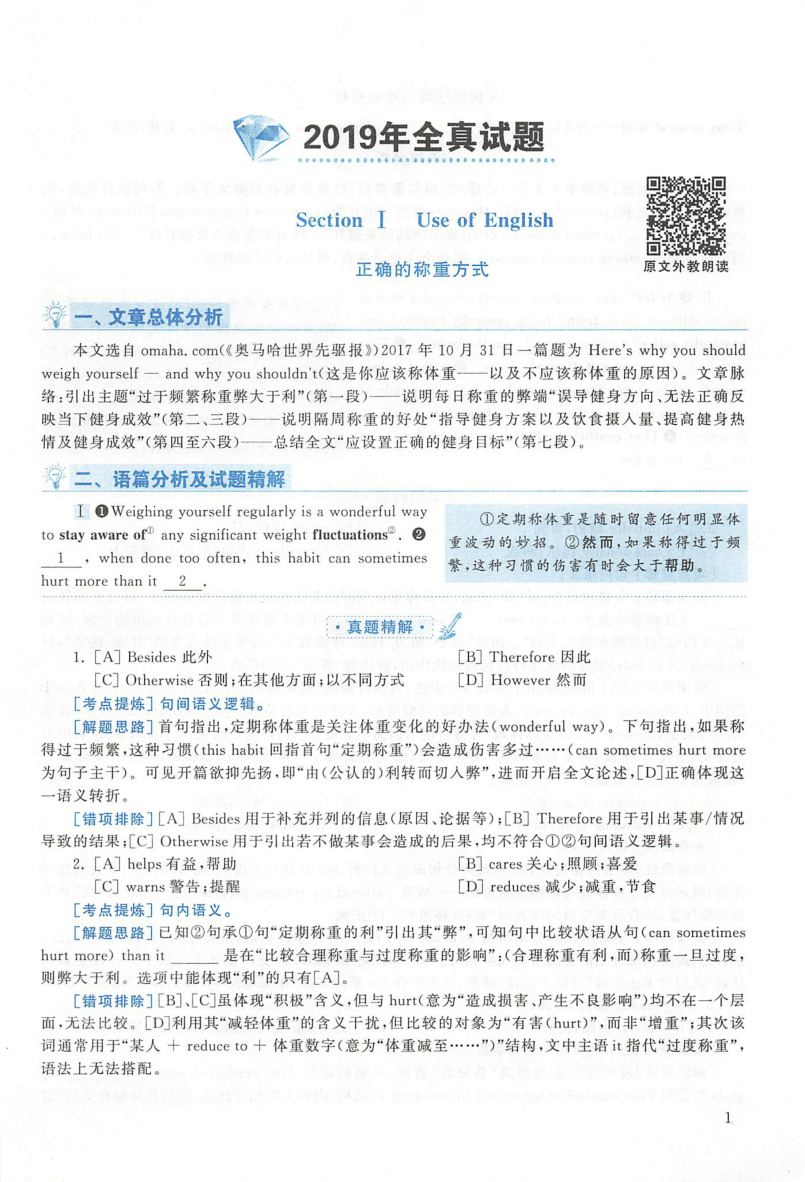 2019年全真试题
Section Ⅰ Use of English
正确的称重方式
原文外教朗读
一、文章总体分析
本文选自 omaha. com(《奥马哈世界先驱报》)2017 年 10 月 31 日一篇题为 Here's why you should
weigh yourself — and why you shouldn't(这是你应该称体重——以及不应该称体重的原因)。文章脉
络:引出主题“过于频繁称重弊大于利”(第一段)——说明每日称重的弊端“误导健身方向、无法正确反
映当下健身成效”(第二、三段)——说明隔周称重的好处“指导健身方案以及饮食摄入量、提高健身热
情及健身成效”(第四至六段)——总结全文“应设置正确的健身目标”(第七段)。
二、语篇分析及试题精解
Ⅰ ❶Weighing yourself regularly is a wonderful way
to stay aware of① any significant weight fluctuations②. ❷
1 , when done too often, this habit can sometimes
hurt more than it 2 .
①定期称体重是随时留意任何明显体
重波动的妙招。②然而,如果称得过于频
繁,这种习惯的伤害有时会大于帮助。
·真题精解·
1. [A] Besides 此外 [B] Therefore 因此
[C] Otherwise 否则;在其他方面;以不同方式 [D] However 然而
[考点提炼] 句间语义逻辑。
[解题思路] 首句指出,定期称体重是关注体重变化的好办法(wonderful way)。下句指出,如果称
得过于频繁,这种习惯(this habit 回指首句“定期称重”)会造成伤害多过……(can sometimes hurt more
为句子主干)。可见开篇欲抑先扬,即“由(公认的)利转而切入弊”,进而开启全文论述,[D]正确体现这
一语义转折。
[错项排除] [A] Besides 用于补充并列的信息(原因、论据等);[B] Therefore 用于引出某事/情况
导致的结果;[C] Otherwise 用于引出若不做某事会造成的后果,均不符合①②句间语义逻辑。
2. [A] helps 有益,帮助 [B] cares 关心;照顾;喜爱
[C] warns 警告;提醒 [D] reduces 减少;减重,节食
[考点提炼] 句内语义。
[解题思路] 已知②句承①句“定期称重的利”引出其“弊”,可知句中比较状语从句(can sometimes
hurt more) than it ______ 是在“比较合理称重与过度称重的影响”:(合理称重有利,而)称重一旦过度,
则弊大于利。选项中能体现“利”的只有[A]。
[错项排除] [B]、[C]虽体现“积极”含义,但与 hurt(意为“造成损害、产生不良影响”)均不在一个层
面,无法比较。[D]利用其“减轻体重”的含义干扰,但比较的对象为“有害(hurt)”,而非“增重”;其次该
词通常用于“某人 + reduce to + 体重数字(意为“体重减至……”)”结构,文中主语 it 指代“过度称重”,
语法上无法搭配。
1